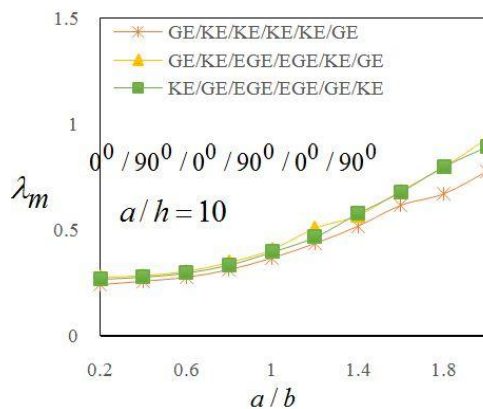 1.5
GE/KE/KE/KE/KE/GE
GE/KE/EGE/EGE/KE/GE
KE/GE/EGE/EGE/GE/KE
1
0⁰ / 90⁰ / 0⁰ / 90⁰ / 0⁰ / 90⁰
λₘ
a / h = 10
0.5
0
0.2 0.6 1 1.4 1.8
a / b